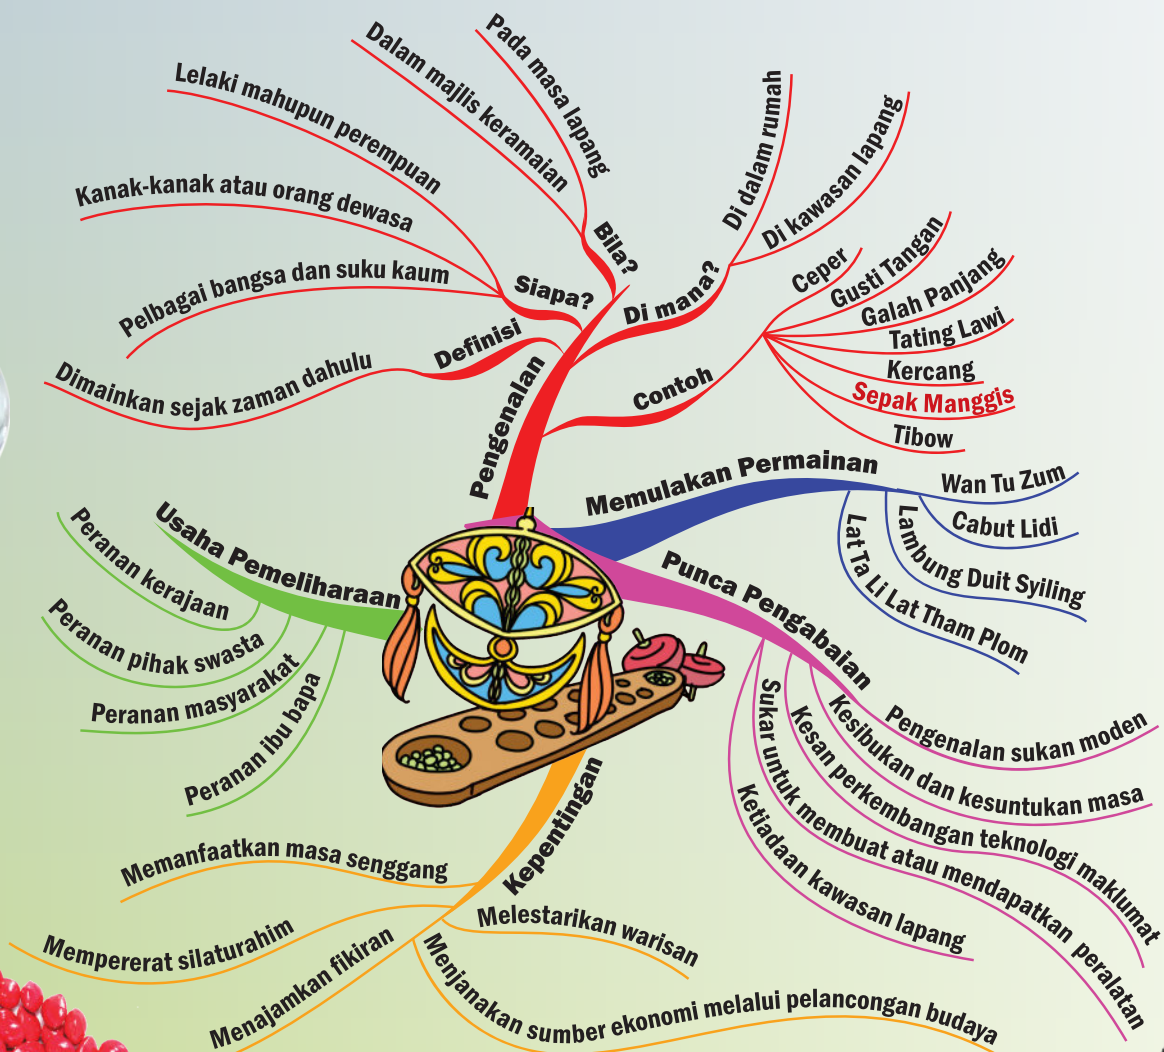 Pengenalan
Definisi
Dimainkan sejak zaman dahulu
Siapa?
Pelbagai bangsa dan suku kaum
Kanak-kanak atau orang dewasa
Lelaki mahupun perempuan
Bila?
Dalam majlis keramaian
Pada masa lapang
Di mana?
Di dalam rumah
Di kawasan lapang
Contoh
Ceper
Gusti Tangan
Galah Panjang
Tating Lawi
Kercang
Sepak Manggis
Tibow
Memulakan Permainan
Wan Tu Zum
Cabut Lidi
Lambung Duit Syiling
Lat Ta Li Lat Tham Plom
Punca Pengabaian
Pengenalan sukan moden
Kesibukan dan kesuntukan masa
Kesan perkembangan teknologi maklumat
Sukar untuk membuat atau mendapatkan peralatan
Ketiadaan kawasan lapang
Kepentingan
Melestarikan warisan
Menjanakan sumber ekonomi melalui pelancongan budaya
Menajamkan fikiran
Mempererat silaturahim
Memanfaatkan masa senggang
Usaha Pemeliharaan
Peranan kerajaan
Peranan pihak swasta
Peranan masyarakat
Peranan ibu bapa